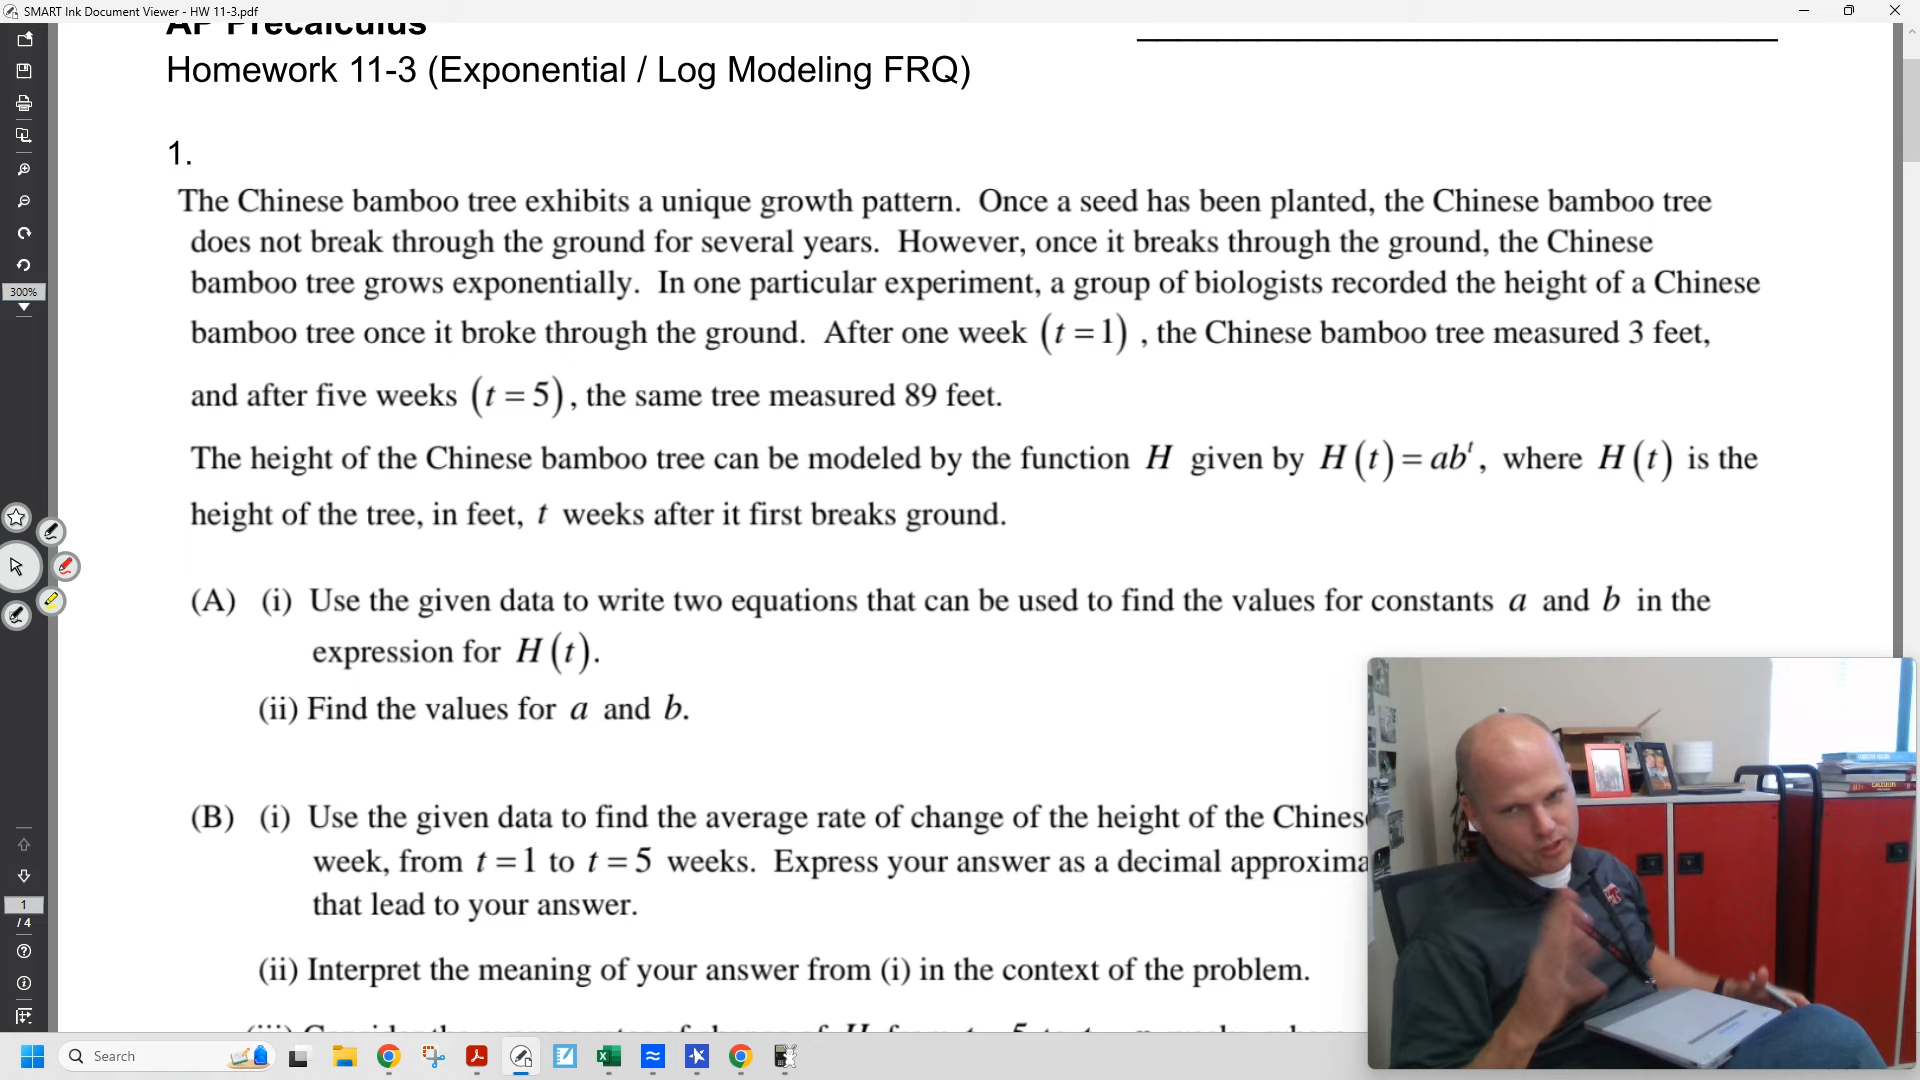 SMART Ink Document Viewer - HW 11-3.pdf
AP Precalculus
Homework 11-3 (Exponential / Log Modeling FRQ)
1.
The Chinese bamboo tree exhibits a unique growth pattern. Once a seed has been planted, the Chinese bamboo tree
does not break through the ground for several years. However, once it breaks through the ground, the Chinese
bamboo tree grows exponentially. In one particular experiment, a group of biologists recorded the height of a Chinese
bamboo tree once it broke through the ground. After one week (t = 1) , the Chinese bamboo tree measured 3 feet,
and after five weeks (t = 5), the same tree measured 89 feet.
The height of the Chinese bamboo tree can be modeled by the function H given by H(t) = abᵗ, where H(t) is the
height of the tree, in feet, t weeks after it first breaks ground.
(A) (i) Use the given data to write two equations that can be used to find the values for constants a and b in the
expression for H(t).
(ii) Find the values for a and b.
(B) (i) Use the given data to find the average rate of change of the height of the Chines
week, from t = 1 to t = 5 weeks. Express your answer as a decimal approxima
that lead to your answer.
(ii) Interpret the meaning of your answer from (i) in the context of the problem.
300%
1
/ 4
CALCULUS
Search